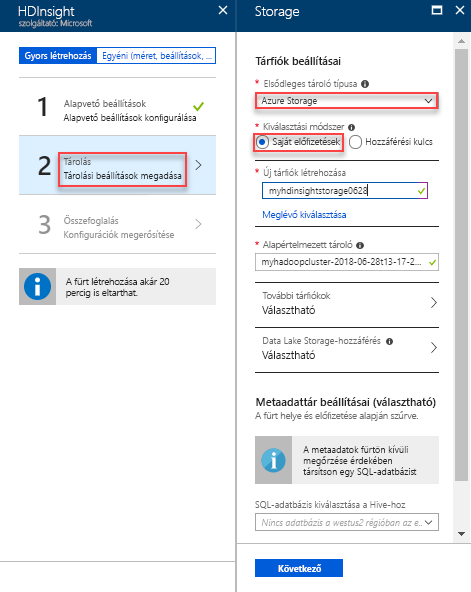 HDInsight
szolgáltató: Microsoft
Gyors létrehozás
Egyéni (méret, beállítások, ...
1
Alapvető beállítások
Alapvető beállítások konfigurálása
2
Tárolás
Tárolási beállítások megadása
3
Összefoglalás
Konfigurációk megerősítése
A fürt létrehozása akár 20
percig is eltarthat.
Storage
Tárfiók beállításai
* Elsődleges tároló típusa
Azure Storage
* Kiválasztási módszer
Saját előfizetések
Hozzáférési kulcs
* Új tárfiók létrehozása
myhdinsightstorage0628
Meglévő kiválasztása
* Alapértelmezett tároló
myhadoopcluster-2018-06-28t13-17-2...
További tárfiókok
Választható
Data Lake Storage-hozzáférés
Választható
Metaadattár beállításai (választható)
A fürt helye és előfizetése alapján szűrve.
A metaadatok fürtön kívüli
megőrzése érdekében
társítson egy SQL-adatbázist
SQL-adatbázis kiválasztása a Hive-hoz
Nincs adatbázis a westus2 régióban az e...
Következő